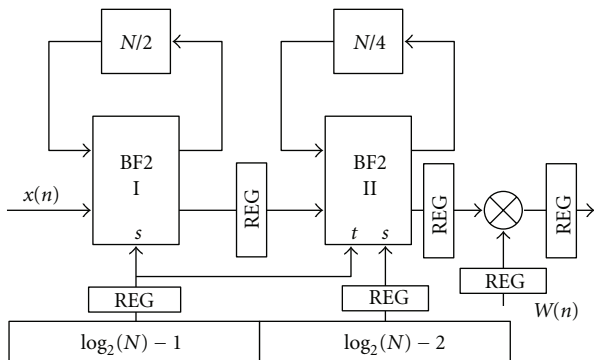 N/2
N/4
BF2
I
BF2
II
x(n)
REG
REG
REG
s
t s
REG
REG
REG
W(n)
log₂(N) − 1
log₂(N) − 2